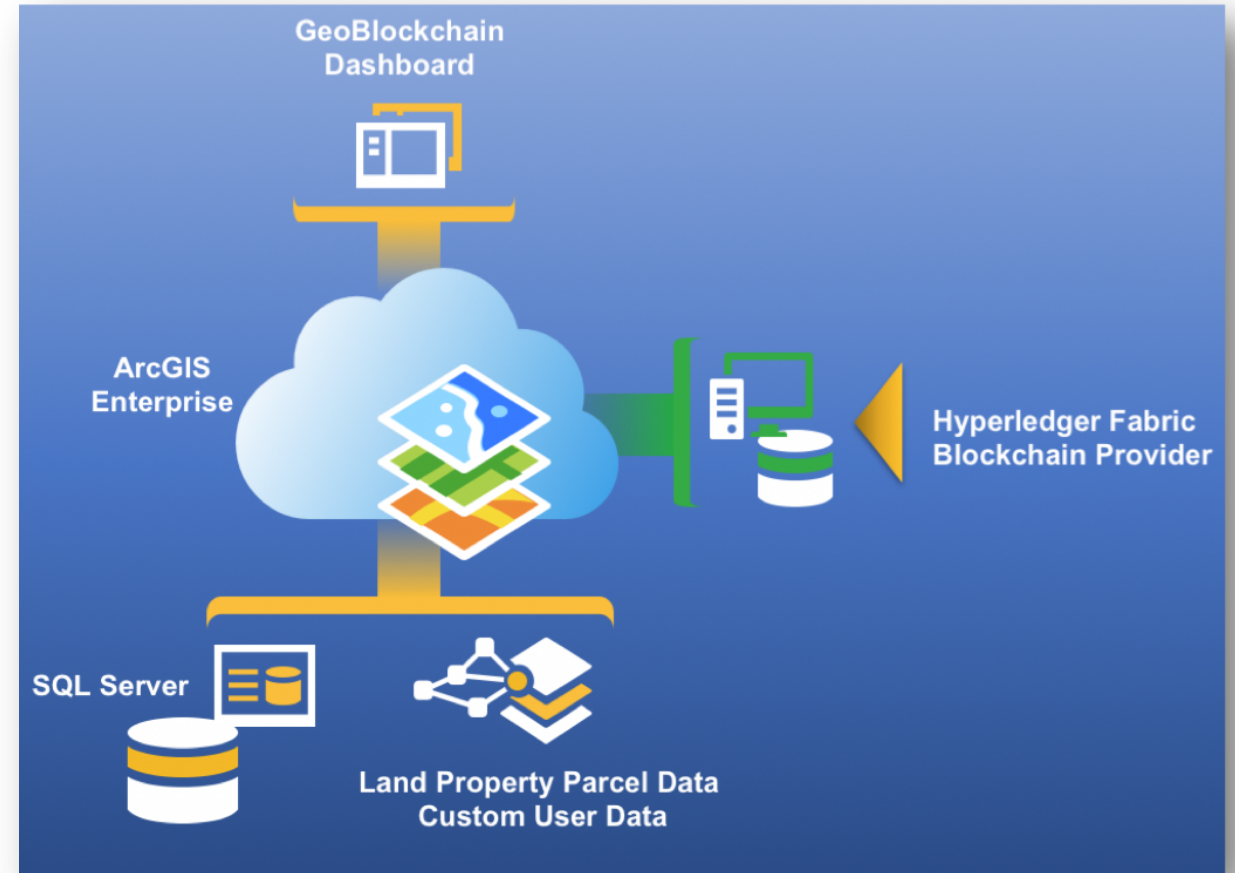 GeoBlockchain
Dashboard
ArcGIS
Enterprise
Hyperledger Fabric
Blockchain Provider
SQL Server
Land Property Parcel Data
Custom User Data